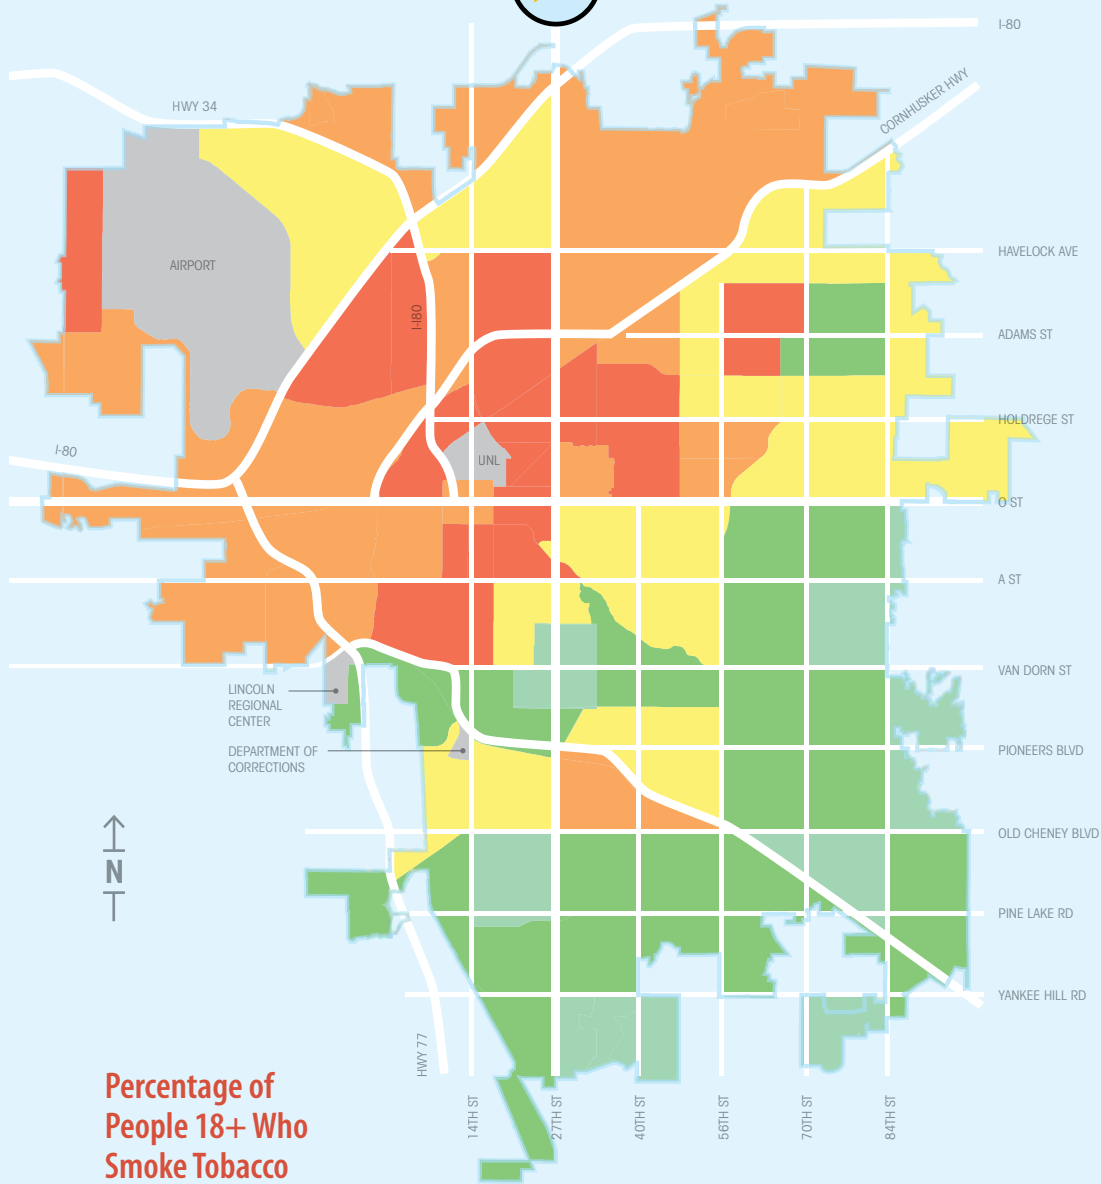 I-80
CORNHUSKER HWY
HWY 34
HAVELOCK AVE
AIRPORT
I-I80
ADAMS ST
HOLDREGE ST
I-80
UNL
O ST
A ST
VAN DORN ST
LINCOLN
REGIONAL
CENTER
DEPARTMENT OF
CORRECTIONS
PIONEERS BLVD
OLD CHENEY BLVD
N
PINE LAKE RD
YANKEE HILL RD
HWY 77
14TH ST
27TH ST
40TH ST
56TH ST
70TH ST
84TH ST
Percentage of
People 18+ Who
Smoke Tobacco